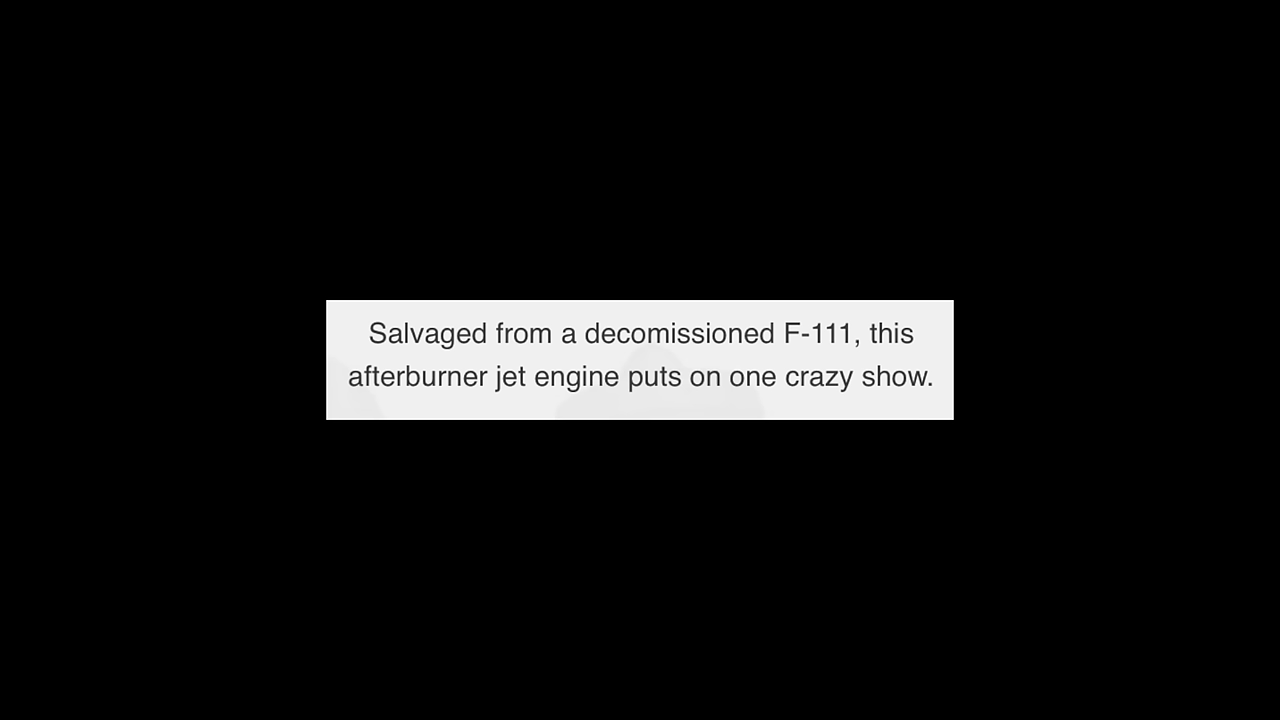 Salvaged from a decomissioned F-111, this
afterburner jet engine puts on one crazy show.